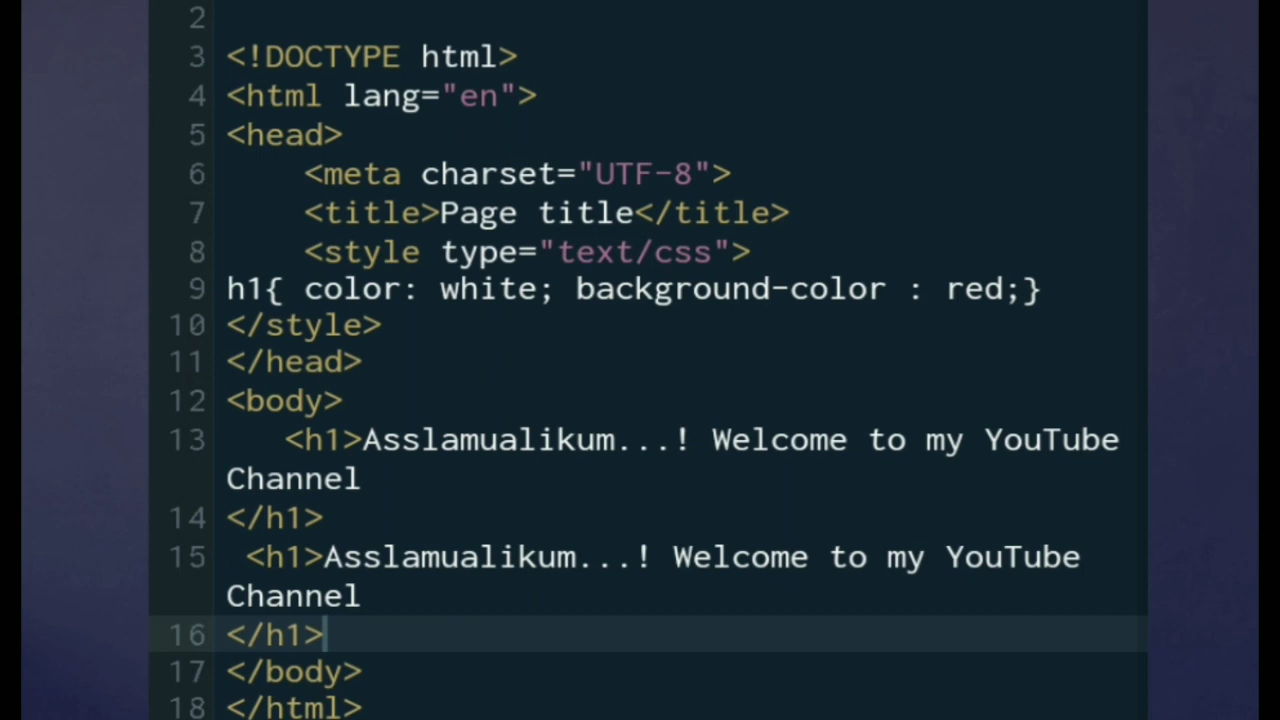 2
3 <!DOCTYPE html>
4 <html lang="en">
5 <head>
6     <meta charset="UTF-8">
7     <title>Page title</title>
8     <style type="text/css">
9 h1{ color: white; background-color : red;}
10 </style>
11 </head>
12 <body>
13    <h1>Asslamualikum...! Welcome to my YouTube
Channel
14 </h1>
15  <h1>Asslamualikum...! Welcome to my YouTube
Channel
16 </h1>
17 </body>
18 </html>